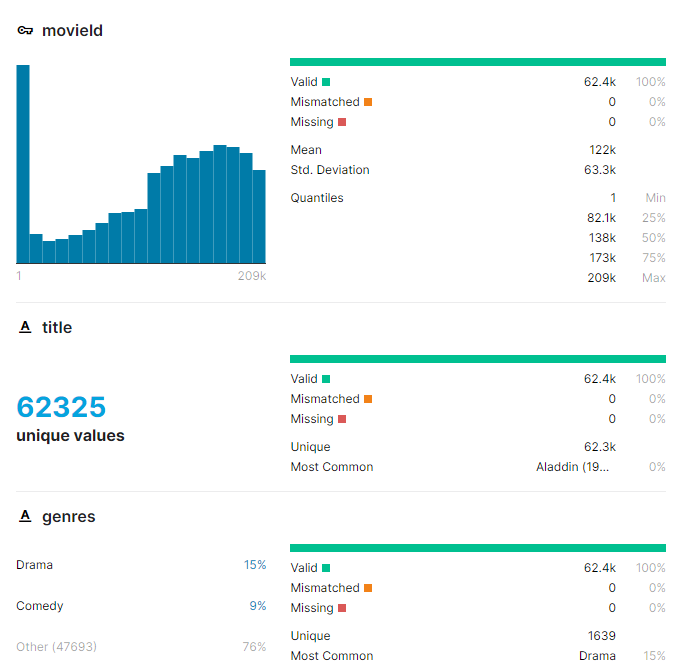 movieId
Valid 62.4k 100%
Mismatched 0 0%
Missing 0 0%
Mean 122k
Std. Deviation 63.3k
Quantiles 1 Min
82.1k 25%
138k 50%
173k 75%
209k Max
1 209k
A title
62325
unique values
Valid 62.4k 100%
Mismatched 0 0%
Missing 0 0%
Unique 62.3k
Most Common Aladdin (19... 0%
A genres
Drama 15%
Comedy 9%
Other (47693) 76%
Valid 62.4k 100%
Mismatched 0 0%
Missing 0 0%
Unique 1639
Most Common Drama 15%